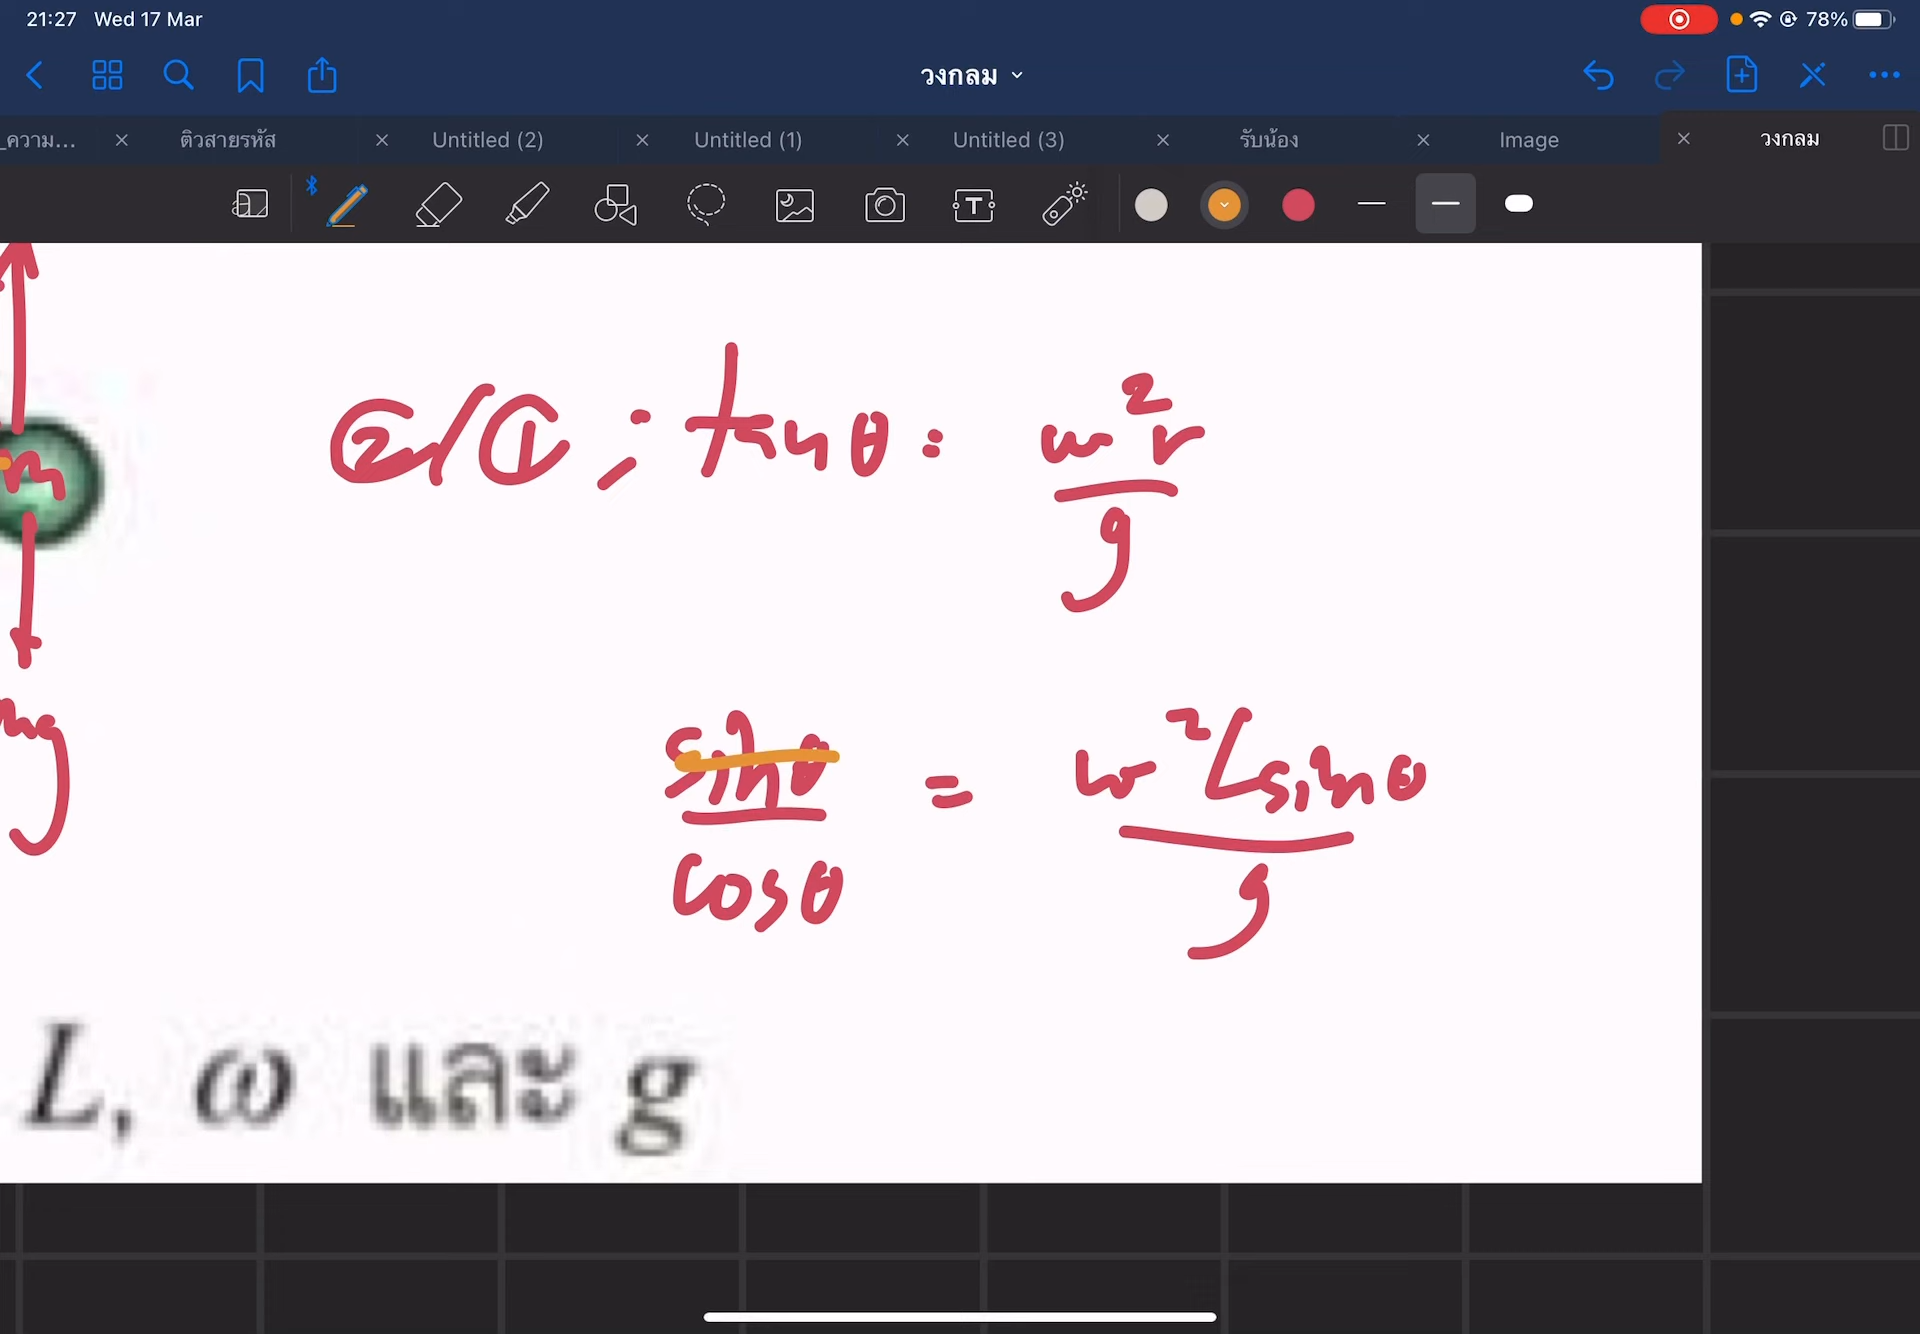 21:27 Wed 17 Mar 78%
วงกลม
_ความ... ติวสายรหัส Untitled (2) Untitled (1) Untitled (3) รับน้อง Image วงกลม
②/① ; tanθ : ω²r / g
m
mg
sinθ / cosθ = ω²Lsinθ / g
L, ω และ g